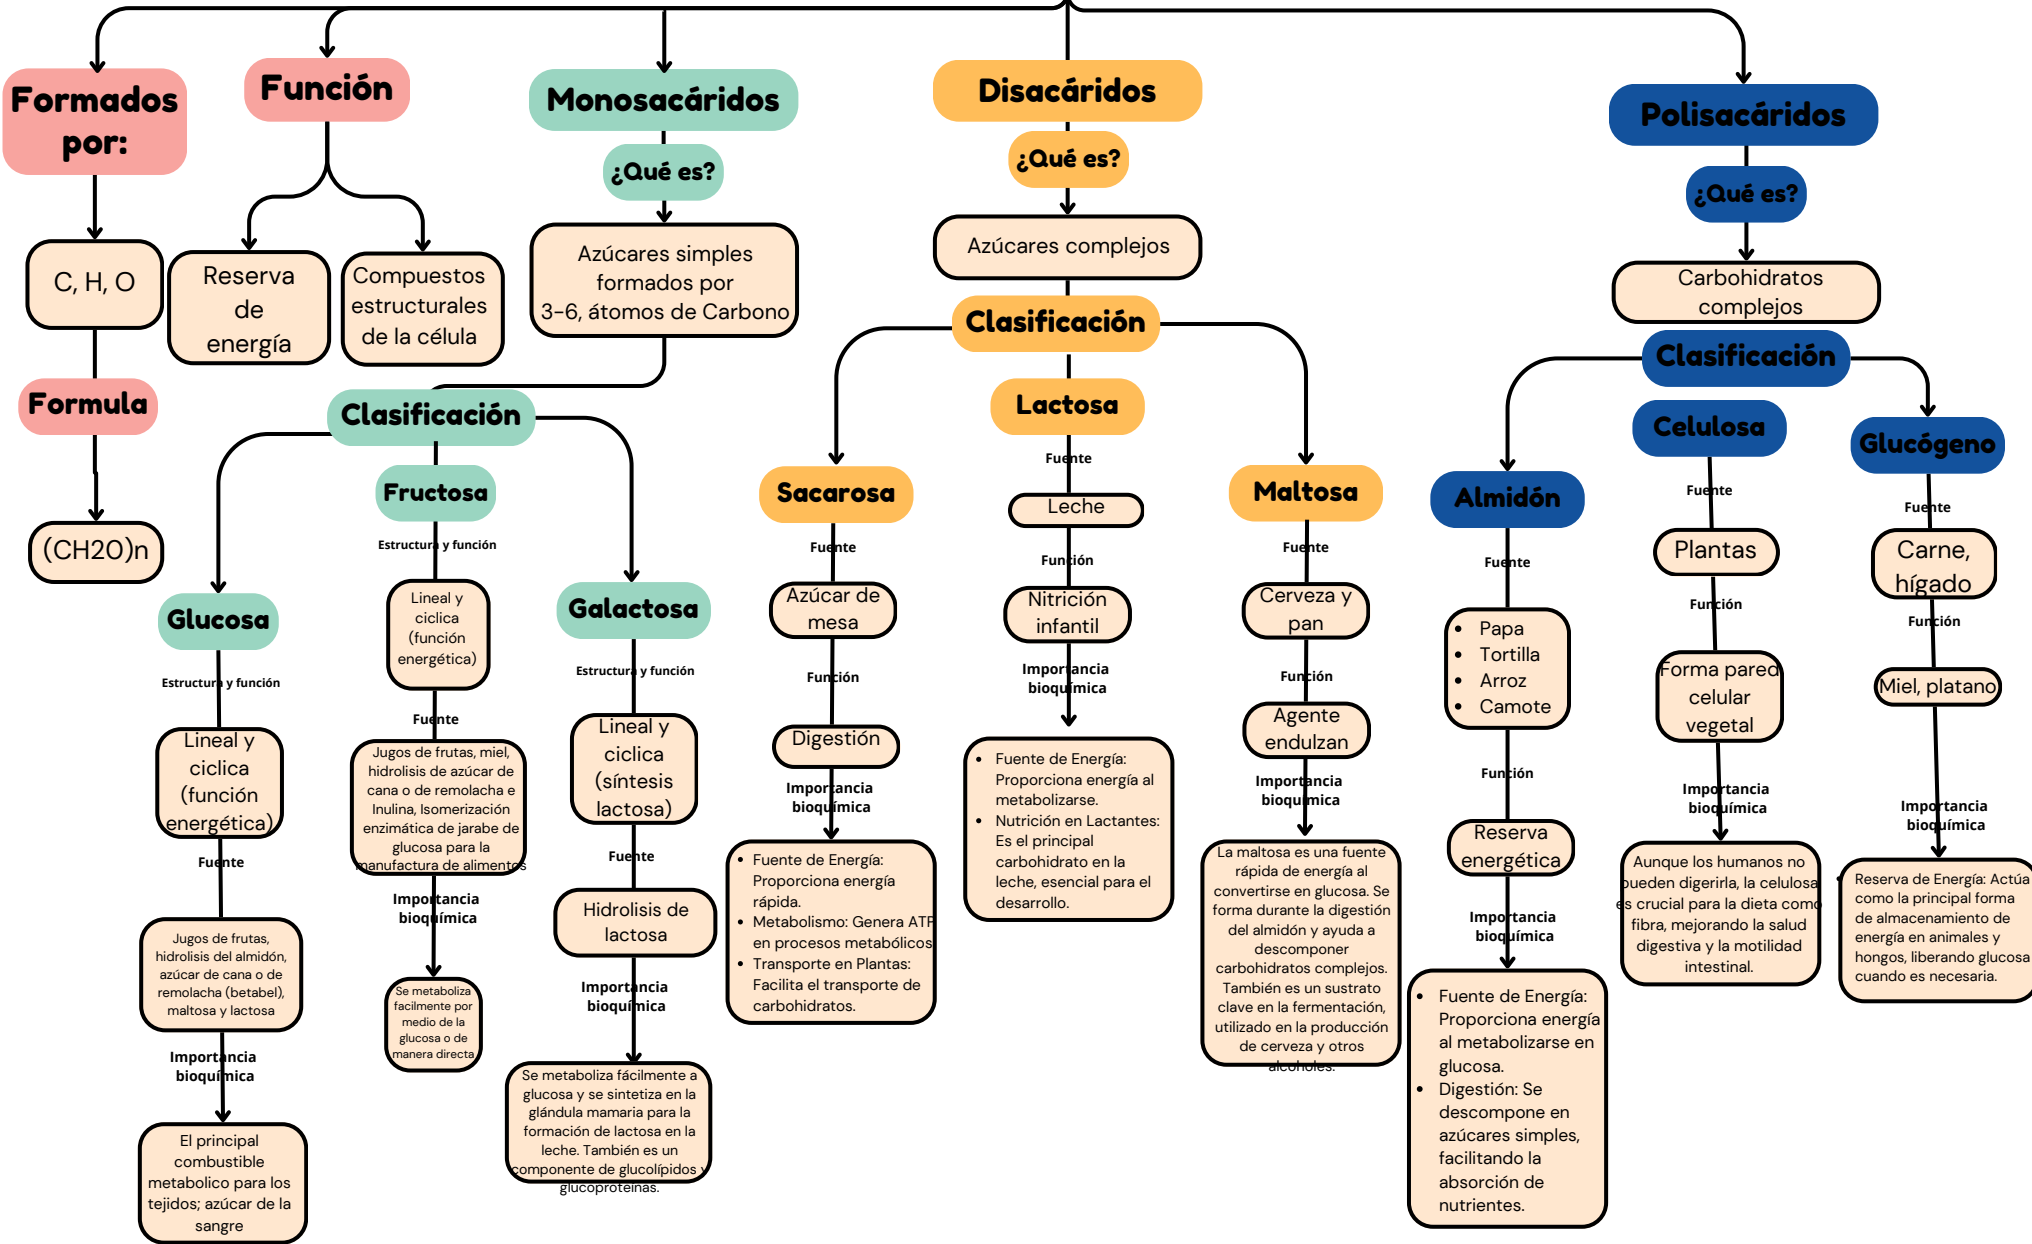 Formados
por:
C, H, O
Formula
(CH2O)n
Función
Reserva
de
energía
Compuestos
estructurales
de la célula
Monosacáridos
¿Qué es?
Azúcares simples
formados por
3-6, átomos de Carbono
Clasificación
Glucosa
Estructura y función
Lineal y
ciclica
(función
energética)
Fuente
Jugos de frutas,
hidrolisis del almidón,
azúcar de cana o de
remolacha (betabel),
maltosa y lactosa
Importancia
bioquímica
El principal
combustible
metabolico para los
tejidos; azúcar de la
sangre
Fructosa
Estructura y función
Lineal y
ciclica
(función
energética)
Fuente
Jugos de frutas, miel,
hidrolisis de azúcar de
cana o de remolacha e
Inulina, Isomerización
enzimática de jarabe de
glucosa para la
manufactura de alimentos
Importancia
bioquímica
Se metaboliza
facilmente por
medio de la
glucosa o de
manera directa
Galactosa
Estructura y función
Lineal y
ciclica
(síntesis
lactosa)
Fuente
Hidrolisis de
lactosa
Importancia
bioquímica
Se metaboliza fácilmente a
glucosa y se sintetiza en la
glándula mamaria para la
formación de lactosa en la
leche. También es un
componente de glucolípidos y
glucoproteínas.
Disacáridos
¿Qué es?
Azúcares complejos
Clasificación
Sacarosa
Fuente
Azúcar de
mesa
Función
Digestión
Importancia
bioquímica
• Fuente de Energía:
Proporciona energía
rápida.
• Metabolismo: Genera ATP
en procesos metabólicos
• Transporte en Plantas:
Facilita el transporte de
carbohidratos.
Lactosa
Fuente
Leche
Función
Nitrición
infantil
Importancia
bioquímica
• Fuente de Energía:
Proporciona energía al
metabolizarse.
• Nutrición en Lactantes:
Es el principal
carbohidrato en la
leche, esencial para el
desarrollo.
Maltosa
Fuente
Cerveza y
pan
Función
Agente
endulzan
Importancia
bioquímica
La maltosa es una fuente
rápida de energía al
convertirse en glucosa. Se
forma durante la digestión
del almidón y ayuda a
descomponer
carbohidratos complejos.
También es un sustrato
clave en la fermentación,
utilizado en la producción
de cerveza y otros
alcoholes.
Polisacáridos
¿Qué es?
Carbohidratos
complejos
Clasificación
Almidón
Fuente
• Papa
• Tortilla
• Arroz
• Camote
Función
Reserva
energética
Importancia
bioquímica
• Fuente de Energía:
Proporciona energía
al metabolizarse en
glucosa.
• Digestión: Se
descompone en
azúcares simples,
facilitando la
absorción de
nutrientes.
Celulosa
Fuente
Plantas
Función
Forma pared
celular
vegetal
Importancia
bioquímica
Aunque los humanos no
pueden digerirla, la celulosa
es crucial para la dieta como
fibra, mejorando la salud
digestiva y la motilidad
intestinal.
Glucógeno
Fuente
Carne,
hígado
Función
Miel, platano
Importancia
bioquímica
• Reserva de Energía: Actúa
como la principal forma
de almacenamiento de
energía en animales y
hongos, liberando glucosa
cuando es necesaria.